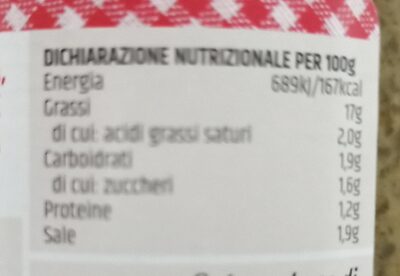 DICHIARAZIONE NUTRIZIONALE PER 100g
Energia 689kJ/167kcal
Grassi 17g
di cui: acidi grassi saturi 2,0g
Carboidrati 1,9g
di cui: zuccheri 1,6g
Proteine 1,2g
Sale 1,9g